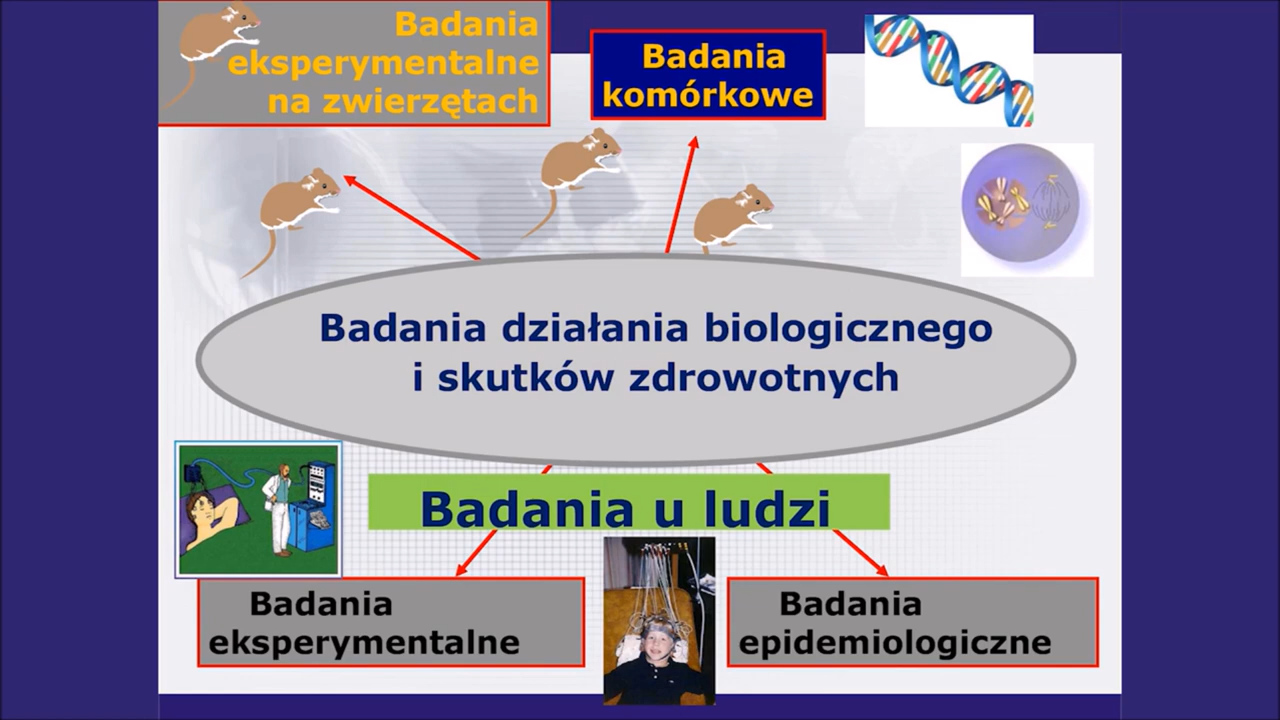 Badania
eksperymentalne
na zwierzętach
Badania
komórkowe
Badania działania biologicznego
i skutków zdrowotnych
Badania u ludzi
Badania
eksperymentalne
Badania
epidemiologiczne